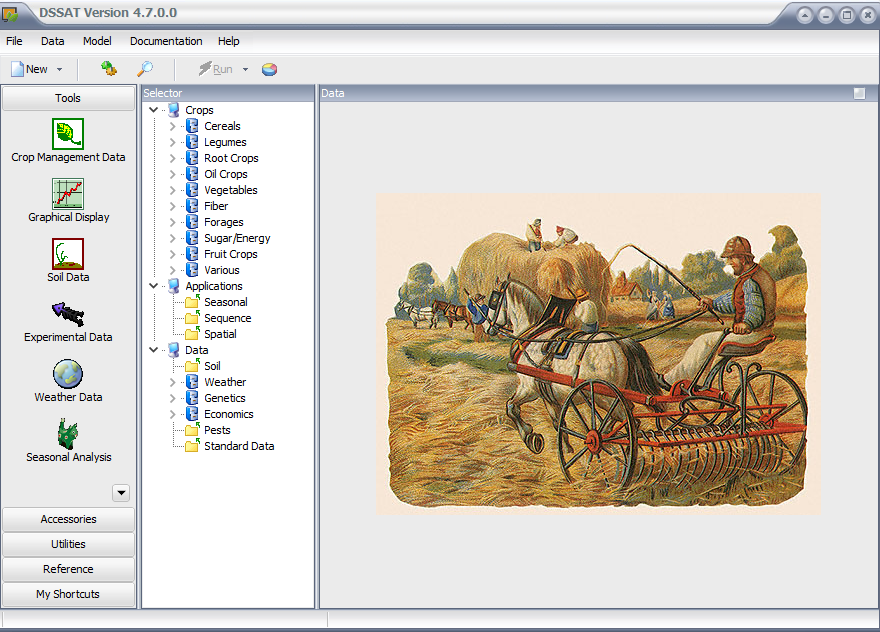 DSSAT Version 4.7.0.0
File Data Model Documentation Help
New Run
Tools
Crop Management Data
Graphical Display
Soil Data
Experimental Data
Weather Data
Seasonal Analysis
Accessories
Utilities
Reference
My Shortcuts
Selector
Crops
Cereals
Legumes
Root Crops
Oil Crops
Vegetables
Fiber
Forages
Sugar/Energy
Fruit Crops
Various
Applications
Seasonal
Sequence
Spatial
Data
Soil
Weather
Genetics
Economics
Pests
Standard Data
Data